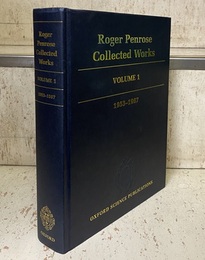 Roger Penrose
Collected Works
VOLUME 1
1953-1967
OXFORD SCIENCE PUBLICATIONS
Roger
Penrose
Collected
Works
VOLUME 1
1953-1967
OXFORD